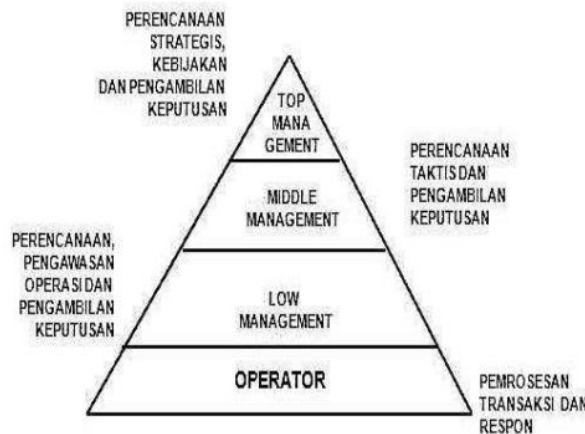 PERENCANAAN
STRATEGIS,
KEBIJAKAN
DAN PENGAMBILAN
KEPUTUSAN
TOP
MANA
GEMENT
PERENCANAAN
TAKTIS DAN
PENGAMBILAN
KEPUTUSAN
MIDDLE
MANAGEMENT
PERENCANAAN,
PENGAWASAN
OPERASI DAN
PENGAMBILAN
KEPUTUSAN
LOW
MANAGEMENT
OPERATOR
PEMROSESAN
TRANSAKSI DAN
RESPON